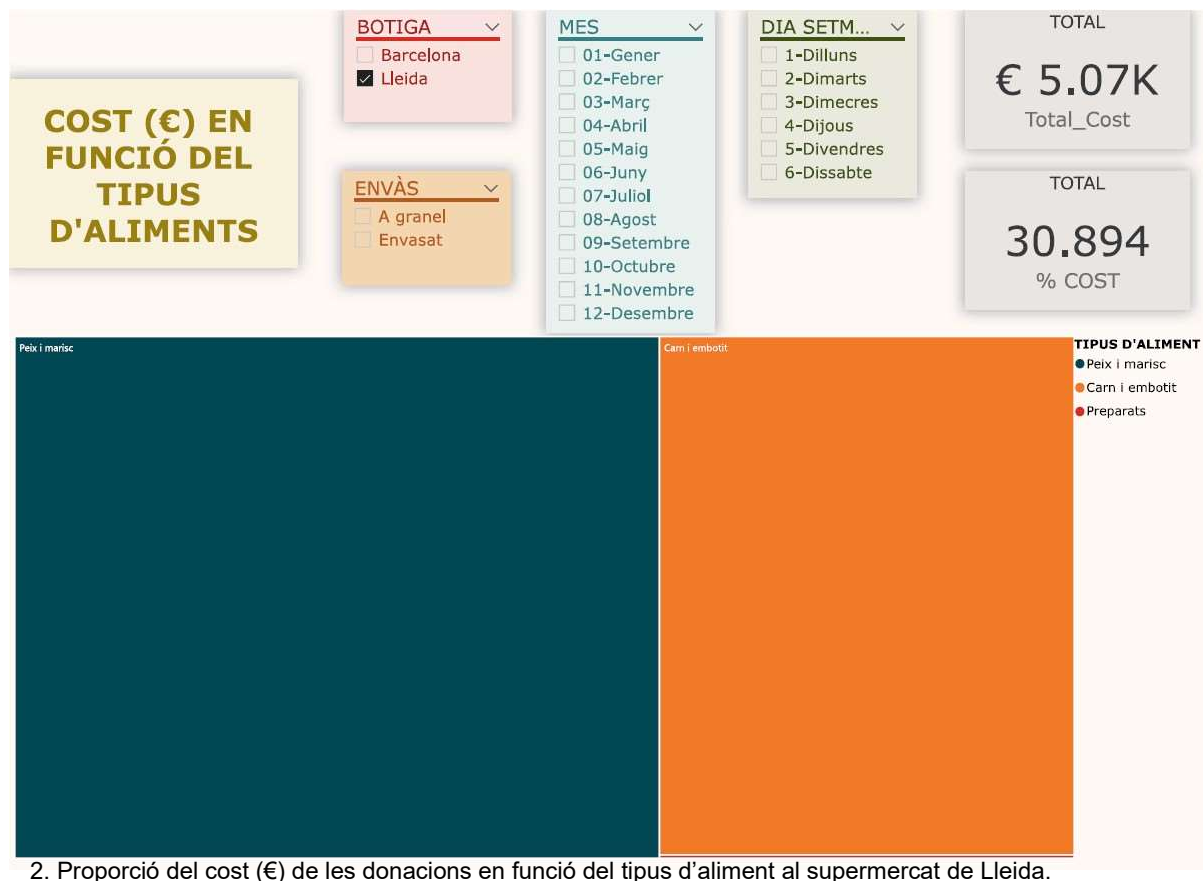 COST (€) EN
FUNCIÓ DEL
TIPUS
D'ALIMENTS
BOTIGA
Barcelona
Lleida
ENVÀS
A granel
Envasat
MES
01-Gener
02-Febrer
03-Març
04-Abril
05-Maig
06-Juny
07-Juliol
08-Agost
09-Setembre
10-Octubre
11-Novembre
12-Desembre
DIA SETM...
1-Dilluns
2-Dimarts
3-Dimecres
4-Dijous
5-Divendres
6-Dissabte
TOTAL
€ 5.07K
Total_Cost
TOTAL
30.894
% COST
Peix i marisc
Carn i embotit
TIPUS D'ALIMENT
Peix i marisc
Carn i embotit
Preparats
2. Proporció del cost (€) de les donacions en funció del tipus d’aliment al supermercat de Lleida.